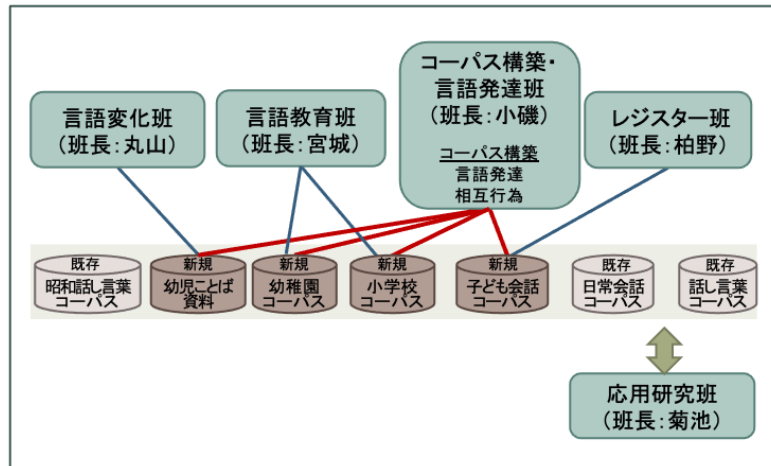 言語変化班
（班長：丸山）
言語教育班
（班長：宮城）
コーパス構築・
言語発達班
（班長：小磯）
コーパス構築
言語発達
相互行為
レジスター班
（班長：柏野）
既存
昭和話し言葉
コーパス
新規
幼児ことば
資料
新規
幼稚園
コーパス
新規
小学校
コーパス
新規
子ども会話
コーパス
既存
日常会話
コーパス
既存
話し言葉
コーパス
応用研究班
（班長：菊池）